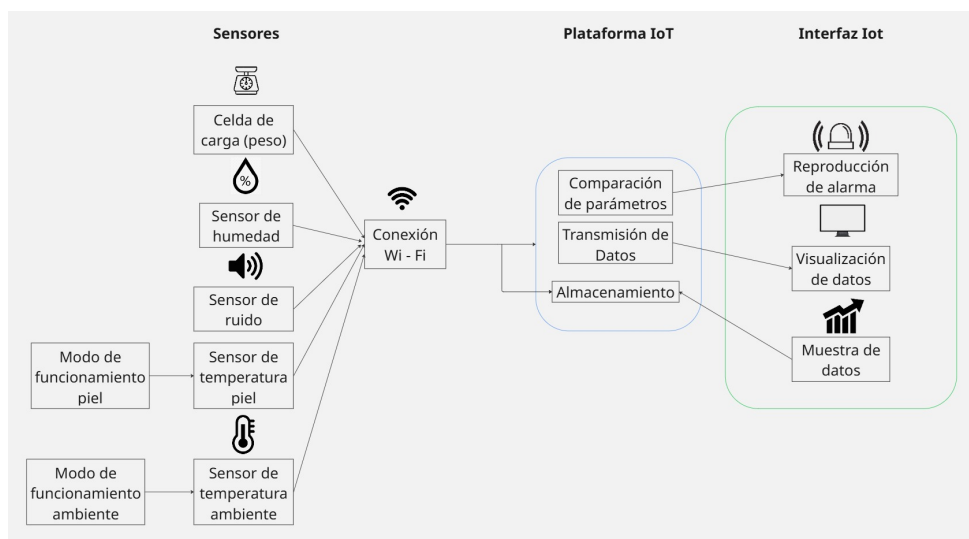 Sensores
Plataforma IoT
Interfaz Iot
Celda de
carga (peso)
%
Sensor de
humedad
Sensor de
ruido
Modo de
funcionamiento
piel
Sensor de
temperatura
piel
Modo de
funcionamiento
ambiente
Sensor de
temperatura
ambiente
Conexión
Wi - Fi
Comparación
de parámetros
Transmisión de
Datos
Almacenamiento
Reproducción
de alarma
Visualización
de datos
Muestra de
datos